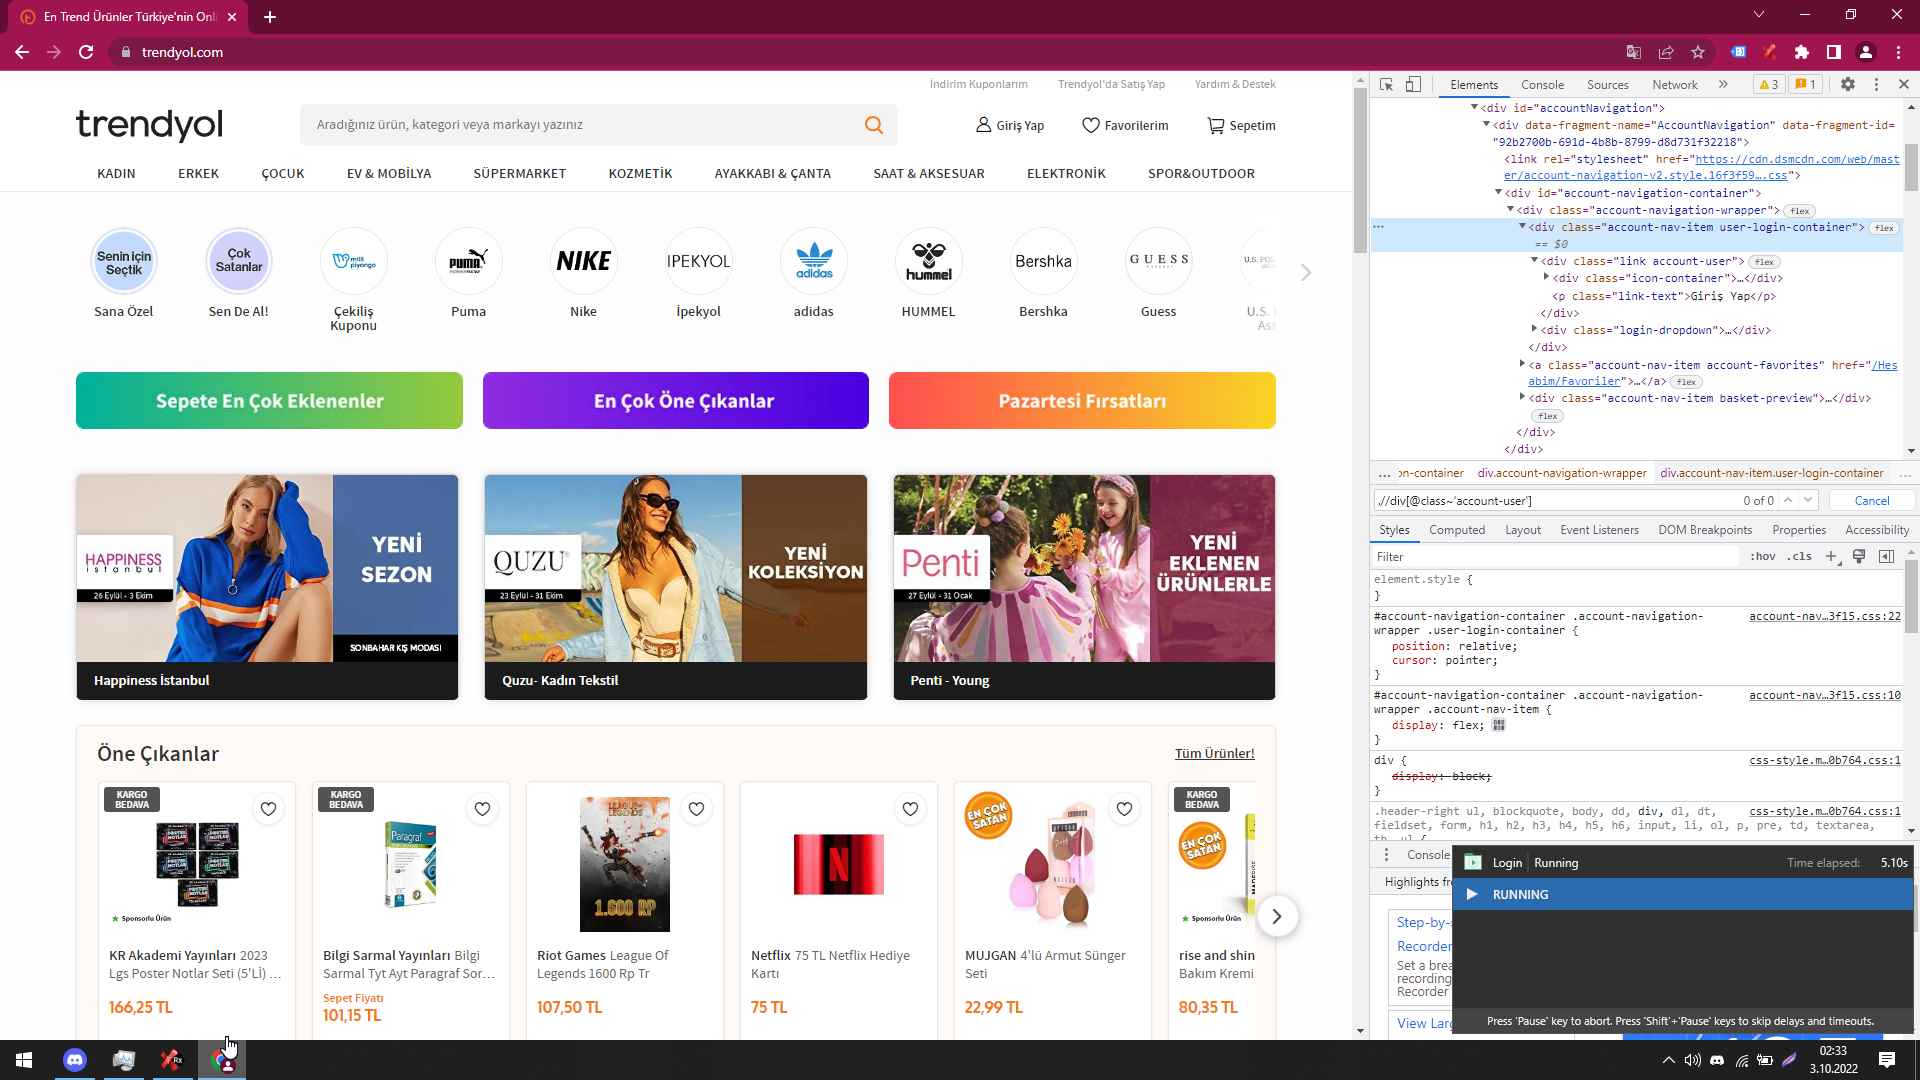 En Trend Ürünler Türkiye'nin Onl
trendyol.com
İndirim Kuponlarım
Trendyol'da Satış Yap
Yardım & Destek
trendyol
Aradığınız ürün, kategori veya markayı yazınız
Giriş Yap
Favorilerim
Sepetim
KADIN
ERKEK
ÇOCUK
EV & MOBİLYA
SÜPERMARKET
KOZMETİK
AYAKKABI & ÇANTA
SAAT & AKSESUAR
ELEKTRONİK
SPOR&OUTDOOR
Senin için
Seçtik
Çok
Satanlar
milli
piyango
PUMA
NIKE
IPEKYOL
adidas
hummel
Bershka
GUESS
U.S. PO
Sana Özel
Sen De Al!
Çekiliş
Kuponu
Puma
Nike
İpekyol
adidas
HUMMEL
Bershka
Guess
U.S.
As
Sepete En Çok Eklenenler
En Çok Öne Çıkanlar
Pazartesi Fırsatları
HAPPINESS
istanbul
26 Eylül - 3 Ekim
YENİ
SEZON
SONBAHAR KIŞ MODASI
Happiness İstanbul
QUZU
23 Eylül - 31 Ekim
YENİ
KOLEKSİYON
Quzu- Kadın Tekstil
Penti
27 Eylül - 31 Ocak
YENİ
EKLENEN
ÜRÜNLERLE
Penti - Young
Öne Çıkanlar
Tüm Ürünler!
KARGO
BEDAVA
Sponsorlu Ürün
KR Akademi Yayınları 2023
Lgs Poster Notlar Seti (5'Lİ) ...
166,25 TL
KARGO
BEDAVA
Paragraf
Bilgi Sarmal Yayınları Bilgi
Sarmal Tyt Ayt Paragraf Sor...
Sepet Fiyatı
101,15 TL
LEAGUE OF
LEGENDS
1.600 RP
Riot Games League Of
Legends 1600 Rp Tr
107,50 TL
N
Netflix 75 TL Netflix Hediye
Kartı
75 TL
EN ÇOK
SATAN
MUJGAN 4'lü Armut Sünger
Seti
22,99 TL
KARGO
BEDAVA
EN ÇOK
SATAN
Sponsorlu Ürün
rise and shin
Bakım Kremi
80,35 TL
Elements
Console
Sources
Network
3
1
<div id="accountNavigation">
<div data-fragment-name="AccountNavigation" data-fragment-id=
"92b2700b-691d-4b8b-8799-d8d731f32218">
<link rel="stylesheet" href="https://cdn.dsmcdn.com/web/mast
er/account-navigation-v2.style.16f3f59….css">
<div id="account-navigation-container">
<div class="account-navigation-wrapper"> flex
<div class="account-nav-item user-login-container"> flex
== $0
<div class="link account-user"> flex
<div class="icon-container">…</div>
<p class="link-text">Giriş Yap</p>
</div>
<div class="login-dropdown">…</div>
</div>
<a class="account-nav-item account-favorites" href="/Hes
abim/Favoriler">…</a> flex
<div class="account-nav-item basket-preview">…</div>
flex
</div>
</div>
... on-container
div.account-navigation-wrapper
div.account-nav-item.user-login-container
...
.//div[@class~'account-user']
0 of 0
Cancel
Styles
Computed
Layout
Event Listeners
DOM Breakpoints
Properties
Accessibility
Filter
:hov
.cls
element.style {
}
#account-navigation-container .account-navigation-
wrapper .user-login-container {
account-nav…3f15.css:22
position: relative;
cursor: pointer;
}
#account-navigation-container .account-navigation-
wrapper .account-nav-item {
account-nav…3f15.css:10
display: flex;
}
div {
css-style.m…0b764.css:1
display: block;
}
.header-right ul, blockquote, body, dd, div, dl, dt,
css-style.m…0b764.css:1
fieldset, form, h1, h2, h3, h4, h5, h6, input, li, ol, p, pre, td, textarea,
th, ul {
Console
Highlights fr
Step-by-
Recorder
Set a brea
recording
Recorder
View Larg
Login
Running
Time elapsed:
5.10s
RUNNING
Press 'Pause' key to abort. Press 'Shift'+'Pause' keys to skip delays and timeouts.
Rx
02:33
3.10.2022